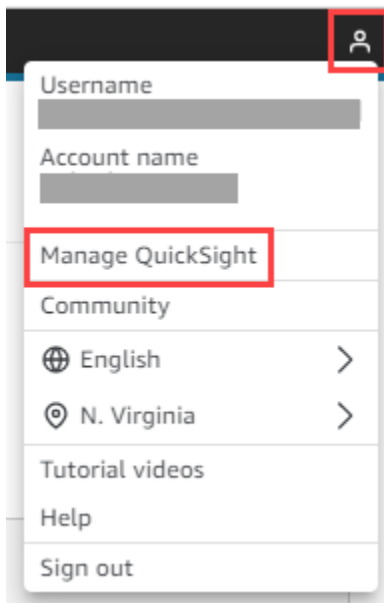 Username
Account name
Manage QuickSight
Community
English
N. Virginia
Tutorial videos
Help
Sign out